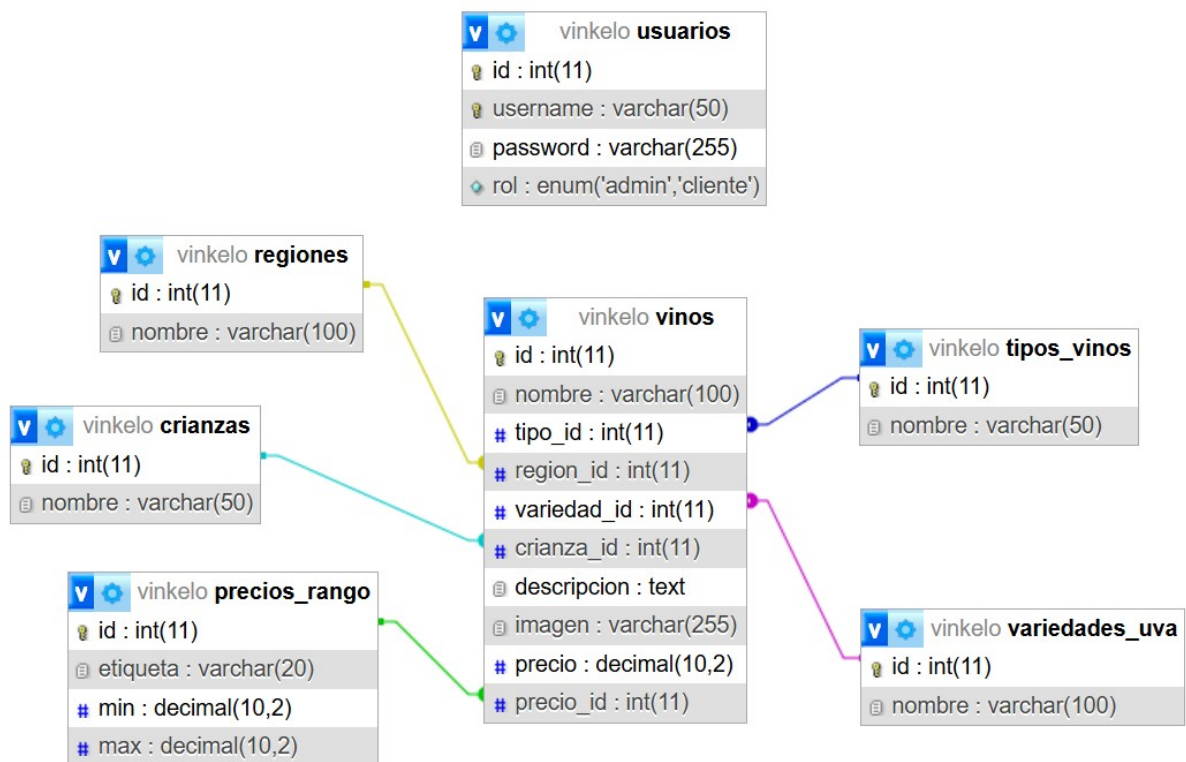 V vinkelo usuarios
id : int(11)
username : varchar(50)
password : varchar(255)
rol : enum('admin','cliente')
V vinkelo regiones
id : int(11)
nombre : varchar(100)
V vinkelo crianzas
id : int(11)
nombre : varchar(50)
V vinkelo precios_rango
id : int(11)
etiqueta : varchar(20)
# min : decimal(10,2)
# max : decimal(10,2)
V vinkelo vinos
id : int(11)
nombre : varchar(100)
# tipo_id : int(11)
# region_id : int(11)
# variedad_id : int(11)
# crianza_id : int(11)
descripcion : text
imagen : varchar(255)
# precio : decimal(10,2)
# precio_id : int(11)
V vinkelo tipos_vinos
id : int(11)
nombre : varchar(50)
V vinkelo variedades_uva
id : int(11)
nombre : varchar(100)